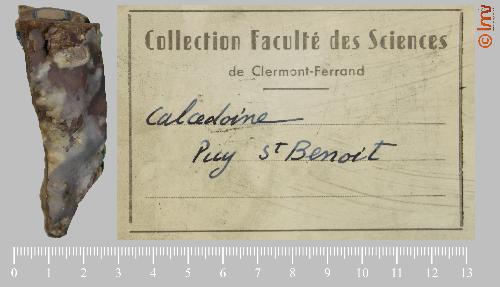 Collection Faculté des Sciences
de Clermont-Ferrand
Calcedoine
Puy St Benoit
0 1 2 3 4 5 6 7 8 9 10 11 12 13
© lmv